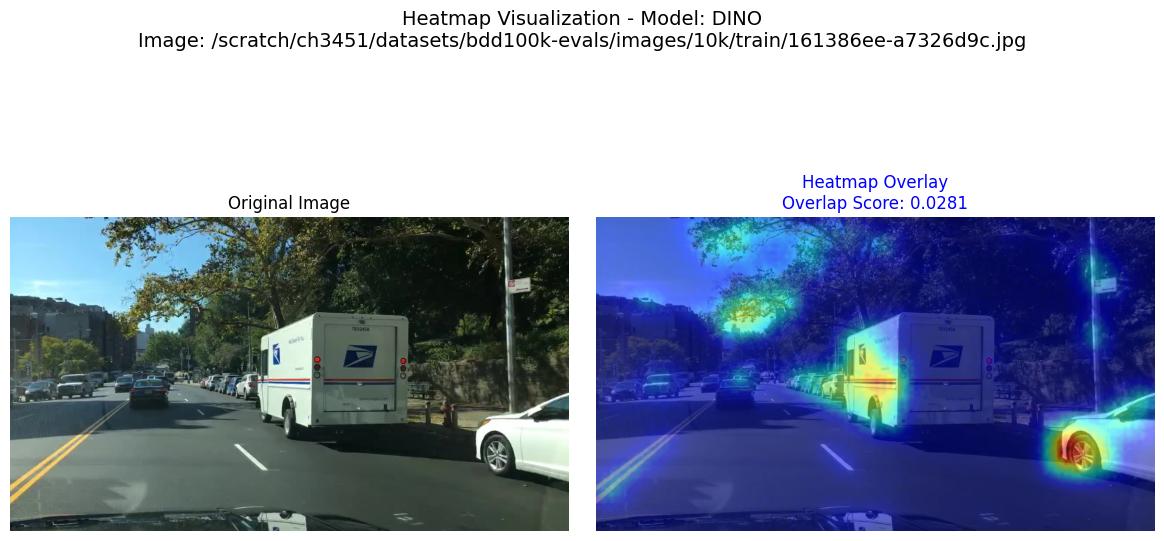 Heatmap Visualization - Model: DINO
Image: /scratch/ch3451/datasets/bdd100k-evals/images/10k/train/161386ee-a7326d9c.jpg
Original Image
Heatmap Overlay
Overlap Score: 0.0281